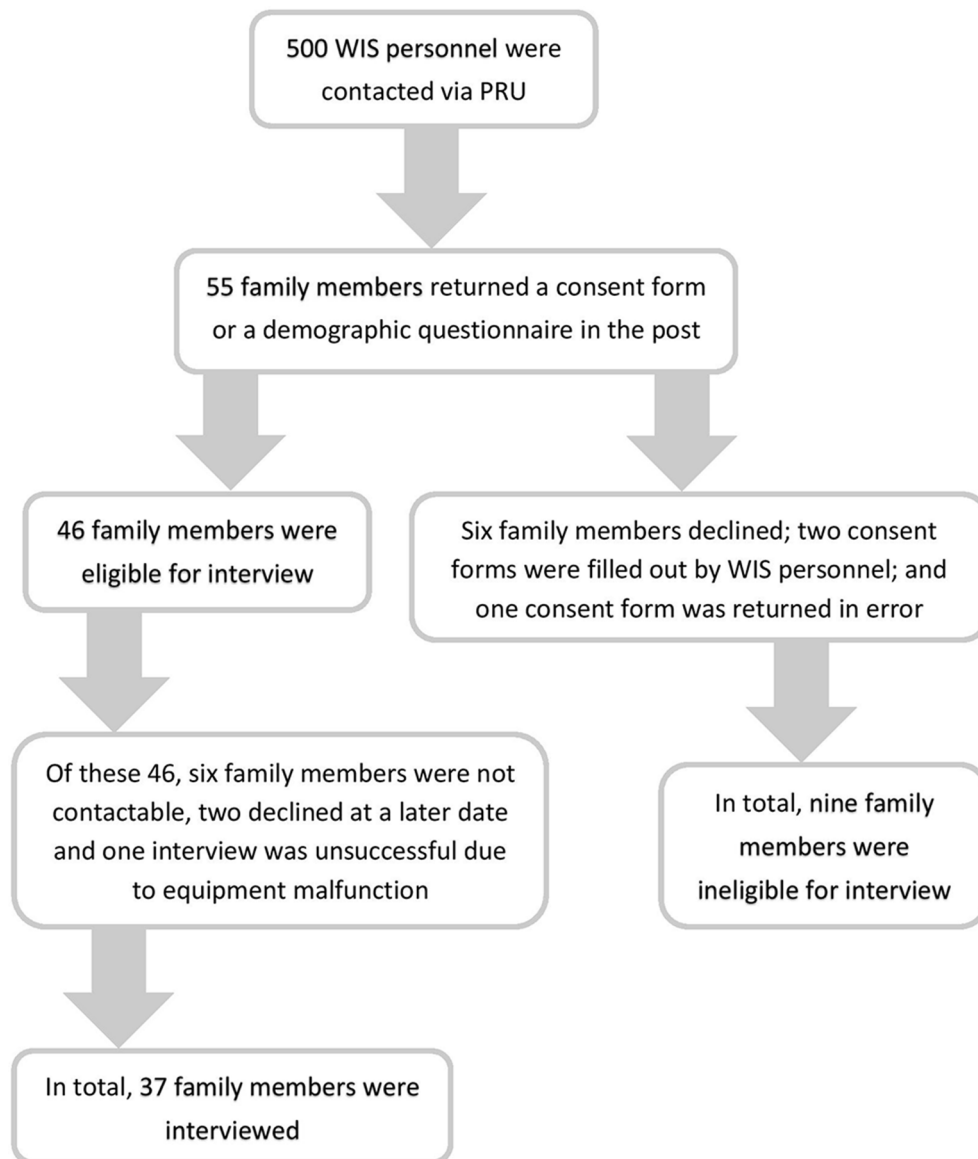 500 WIS personnel were
contacted via PRU
55 family members returned a consent form
or a demographic questionnaire in the post
46 family members were
eligible for interview
Six family members declined; two consent
forms were filled out by WIS personnel; and
one consent form was returned in error
Of these 46, six family members were not
contactable, two declined at a later date
and one interview was unsuccessful due
to equipment malfunction
In total, nine family
members were
ineligible for interview
In total, 37 family members were
interviewed